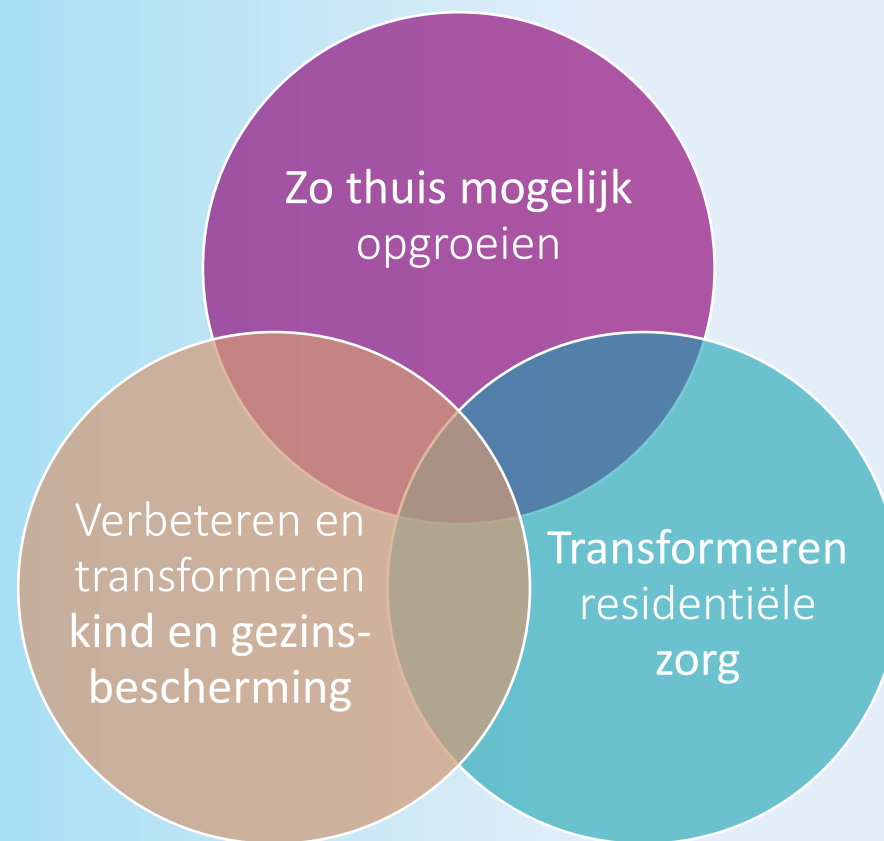 Zo thuis mogelijk
opgroeien
Verbeteren en
transformeren
kind en gezins-
bescherming
Transformeren
residentiële
zorg